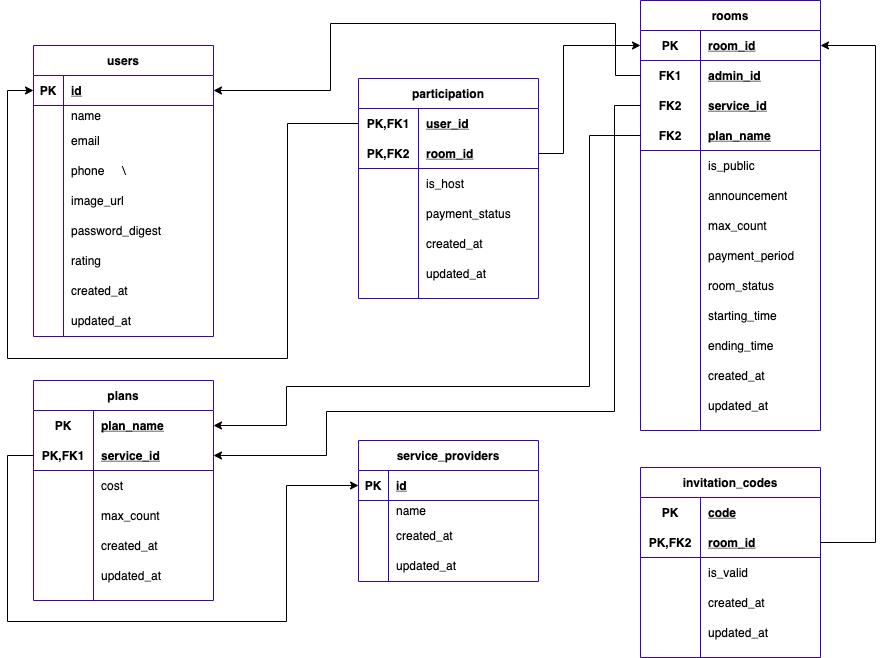 users
PK id
name
email
phone \
image_url
password_digest
rating
created_at
updated_at
participation
PK,FK1 user_id
PK,FK2 room_id
is_host
payment_status
created_at
updated_at
rooms
PK room_id
FK1 admin_id
FK2 service_id
FK2 plan_name
is_public
announcement
max_count
payment_period
room_status
starting_time
ending_time
created_at
updated_at
plans
PK plan_name
PK,FK1 service_id
cost
max_count
created_at
updated_at
service_providers
PK id
name
created_at
updated_at
invitation_codes
PK code
PK,FK2 room_id
is_valid
created_at
updated_at